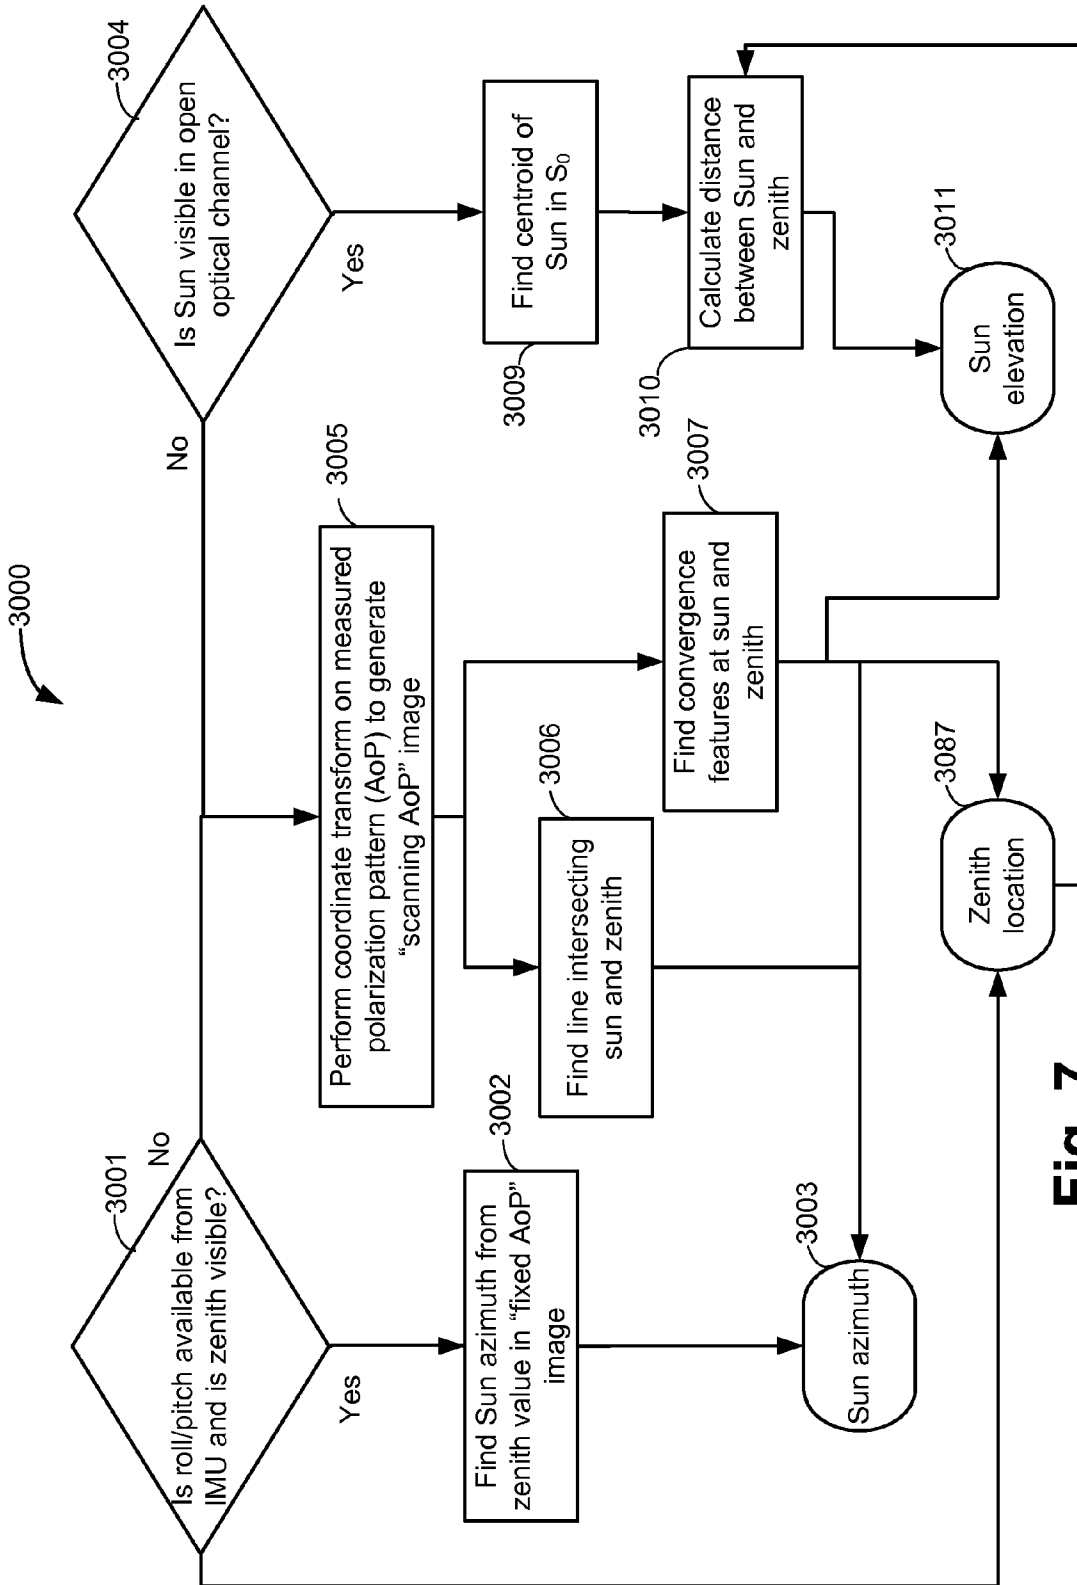 3000
3001
Is roll/pitch available from
IMU and is zenith visible?
No
Yes
3002
Find Sun azimuth from
zenith value in “fixed AoP”
image
3003
Sun azimuth
3004
Is Sun visible in open
optical channel?
No
Yes
3005
Perform coordinate transform on measured
polarization pattern (AoP) to generate
“scanning AoP” image
3006
Find line intersecting
sun and zenith
3007
Find convergence
features at sun and
zenith
3087
Zenith
location
3009
Find centroid of
Sun in S₀
3010
Calculate distance
between Sun and
zenith
3011
Sun
elevation
Fig. 7